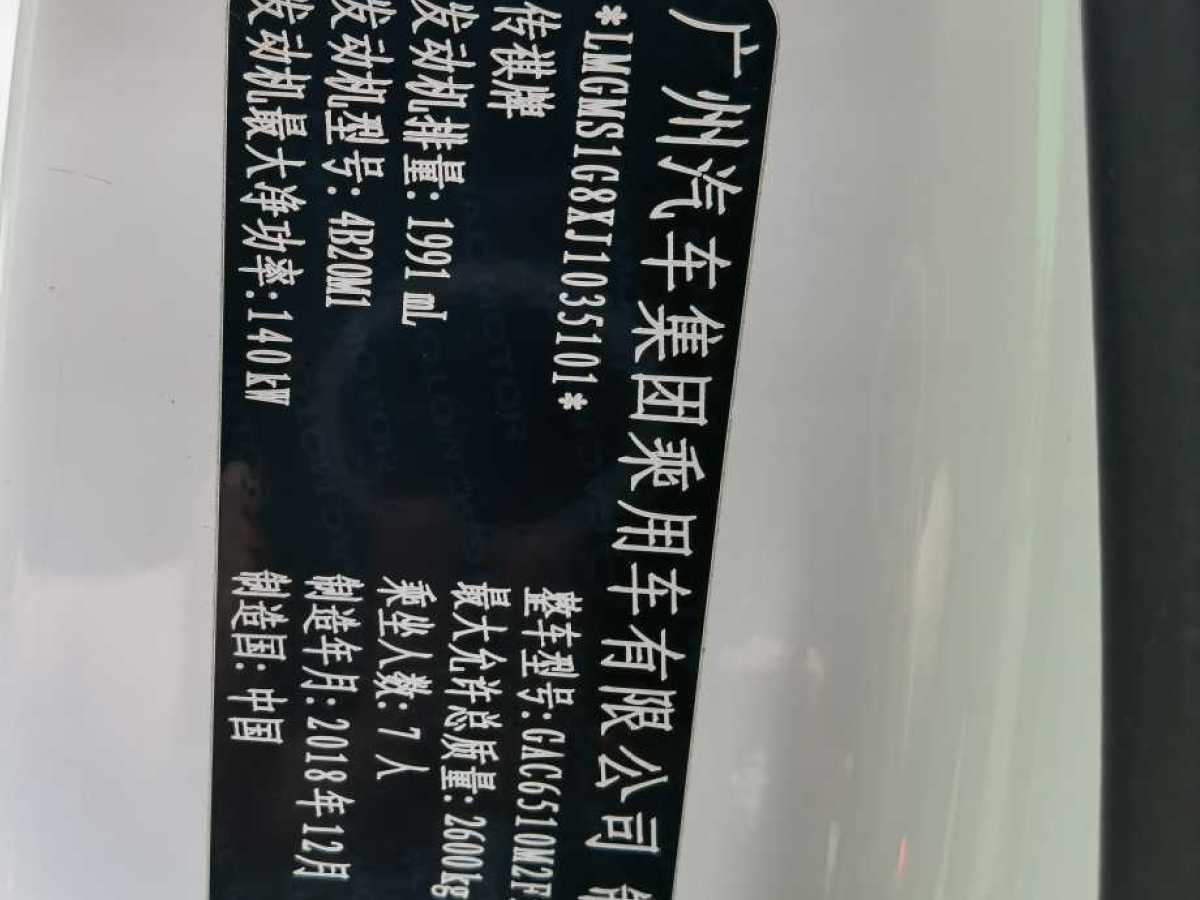 广州汽车集团乘用车有限公司
*LMGMS1G8XJ1035101*
传祺牌 整车型号:GAC6510M2F
发动机排量:1991 mL 最大允许总质量:2600kg
发动机型号:4B20M1 乘坐人数:7人
发动机最大净功率:140kW 制造年月:2018年12月
制造国:中国